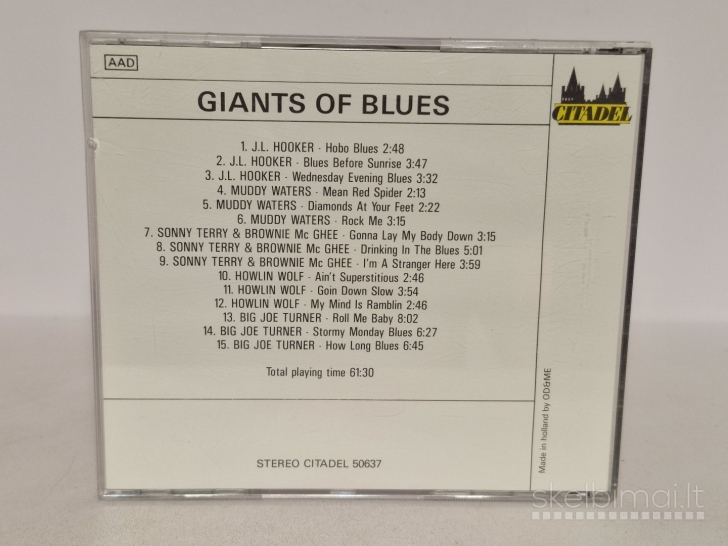 AAD
GIANTS OF BLUES
CITADEL
1. J.L. HOOKER - Hobo Blues 2:48
2. J.L. HOOKER - Blues Before Sunrise 3:47
3. J.L. HOOKER - Wednesday Evening Blues 3:32
4. MUDDY WATERS - Mean Red Spider 2:13
5. MUDDY WATERS - Diamonds At Your Feet 2:22
6. MUDDY WATERS - Rock Me 3:15
7. SONNY TERRY & BROWNIE Mc GHEE - Gonna Lay My Body Down 3:15
8. SONNY TERRY & BROWNIE Mc GHEE - Drinking In The Blues 5:01
9. SONNY TERRY & BROWNIE Mc GHEE - I'm A Stranger Here 3:59
10. HOWLIN WOLF - Ain't Superstitious 2:46
11. HOWLIN WOLF - Goin Down Slow 3:54
12. HOWLIN WOLF - My Mind Is Ramblin 2:46
13. BIG JOE TURNER - Roll Me Baby 8:02
14. BIG JOE TURNER - Stormy Monday Blues 6:27
15. BIG JOE TURNER - How Long Blues 6:45
Total playing time 61:30
STEREO CITADEL 50637
Made in holland by QD&ME
skelbimai.lt